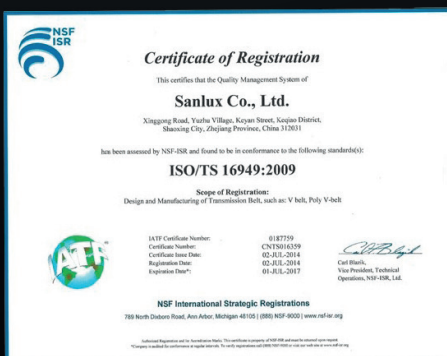 NSF
ISR
Certificate of Registration
This certifies that the Quality Management System of
Sanlux Co., Ltd.
Xinggong Road, Yuzhu Village, Keyan Street, Keqiao District,
Shaoxing City, Zhejiang Province, China 312031
has been assessed by NSF-ISR and found to be in conformance to the following standard(s):
ISO/TS 16949:2009
Scope of Registration:
Design and Manufacturing of Transmission Belt, such as: V belt, Poly V-belt
IATF
IATF Certificate Number: 0187759
Certificate Number: CNTS016359
Certificate Issue Date: 02-JUL-2014
Registration Date: 02-JUL-2014
Expiration Date*: 01-JUL-2017
Carl Blazik,
Vice President, Technical
Operations, NSF-ISR, Ltd.
NSF International Strategic Registrations
789 North Dixboro Road, Ann Arbor, Michigan 48105 | (888) NSF-9000 | www.nsf-isr.org